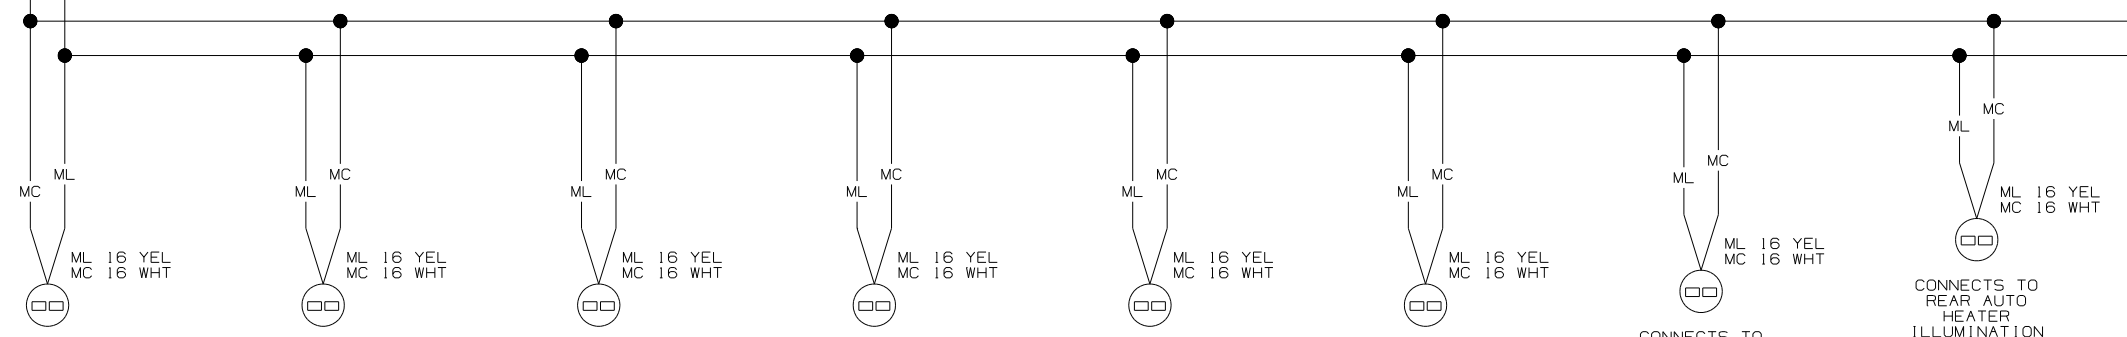 MC
ML
ML 16 YEL
MC 16 WHT
ML
MC
ML 16 YEL
MC 16 WHT
ML
MC
ML 16 YEL
MC 16 WHT
ML
MC
ML 16 YEL
MC 16 WHT
ML
MC
ML 16 YEL
MC 16 WHT
ML
MC
ML 16 YEL
MC 16 WHT
ML
MC
ML 16 YEL
MC 16 WHT
CONNECTS TO
ML
MC
ML 16 YEL
MC 16 WHT
CONNECTS TO
REAR AUTO
HEATER
ILLUMINATION